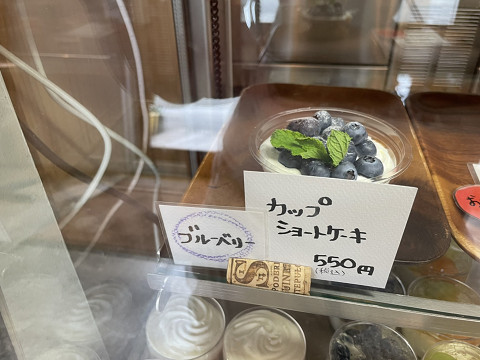 カップ
ショートケーキ
550円
(税込)
ブルーベリー
PODERI